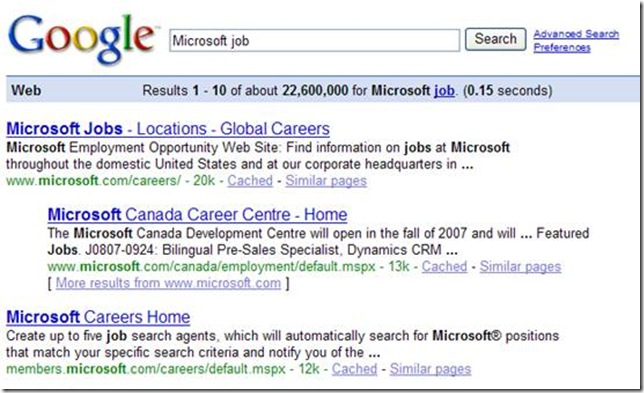 Google™ Microsoft job Search Advanced Search
Preferences
Web Results 1 - 10 of about 22,600,000 for Microsoft job. (0.15 seconds)
Microsoft Jobs - Locations - Global Careers
Microsoft Employment Opportunity Web Site: Find information on jobs at Microsoft
throughout the domestic United States and at our corporate headquarters in ...
www.microsoft.com/careers/ - 20k - Cached - Similar pages
Microsoft Canada Career Centre - Home
The Microsoft Canada Development Centre will open in the fall of 2007 and will ... Featured
Jobs. J0807-0924: Bilingual Pre-Sales Specialist, Dynamics CRM ...
www.microsoft.com/canada/employment/default.mspx - 13k - Cached - Similar pages
[ More results from www.microsoft.com ]
Microsoft Careers Home
Create up to five job search agents, which will automatically search for Microsoft® positions
that match your specific search criteria and notify you of the ...
members.microsoft.com/careers/default.mspx - 12k - Cached - Similar pages